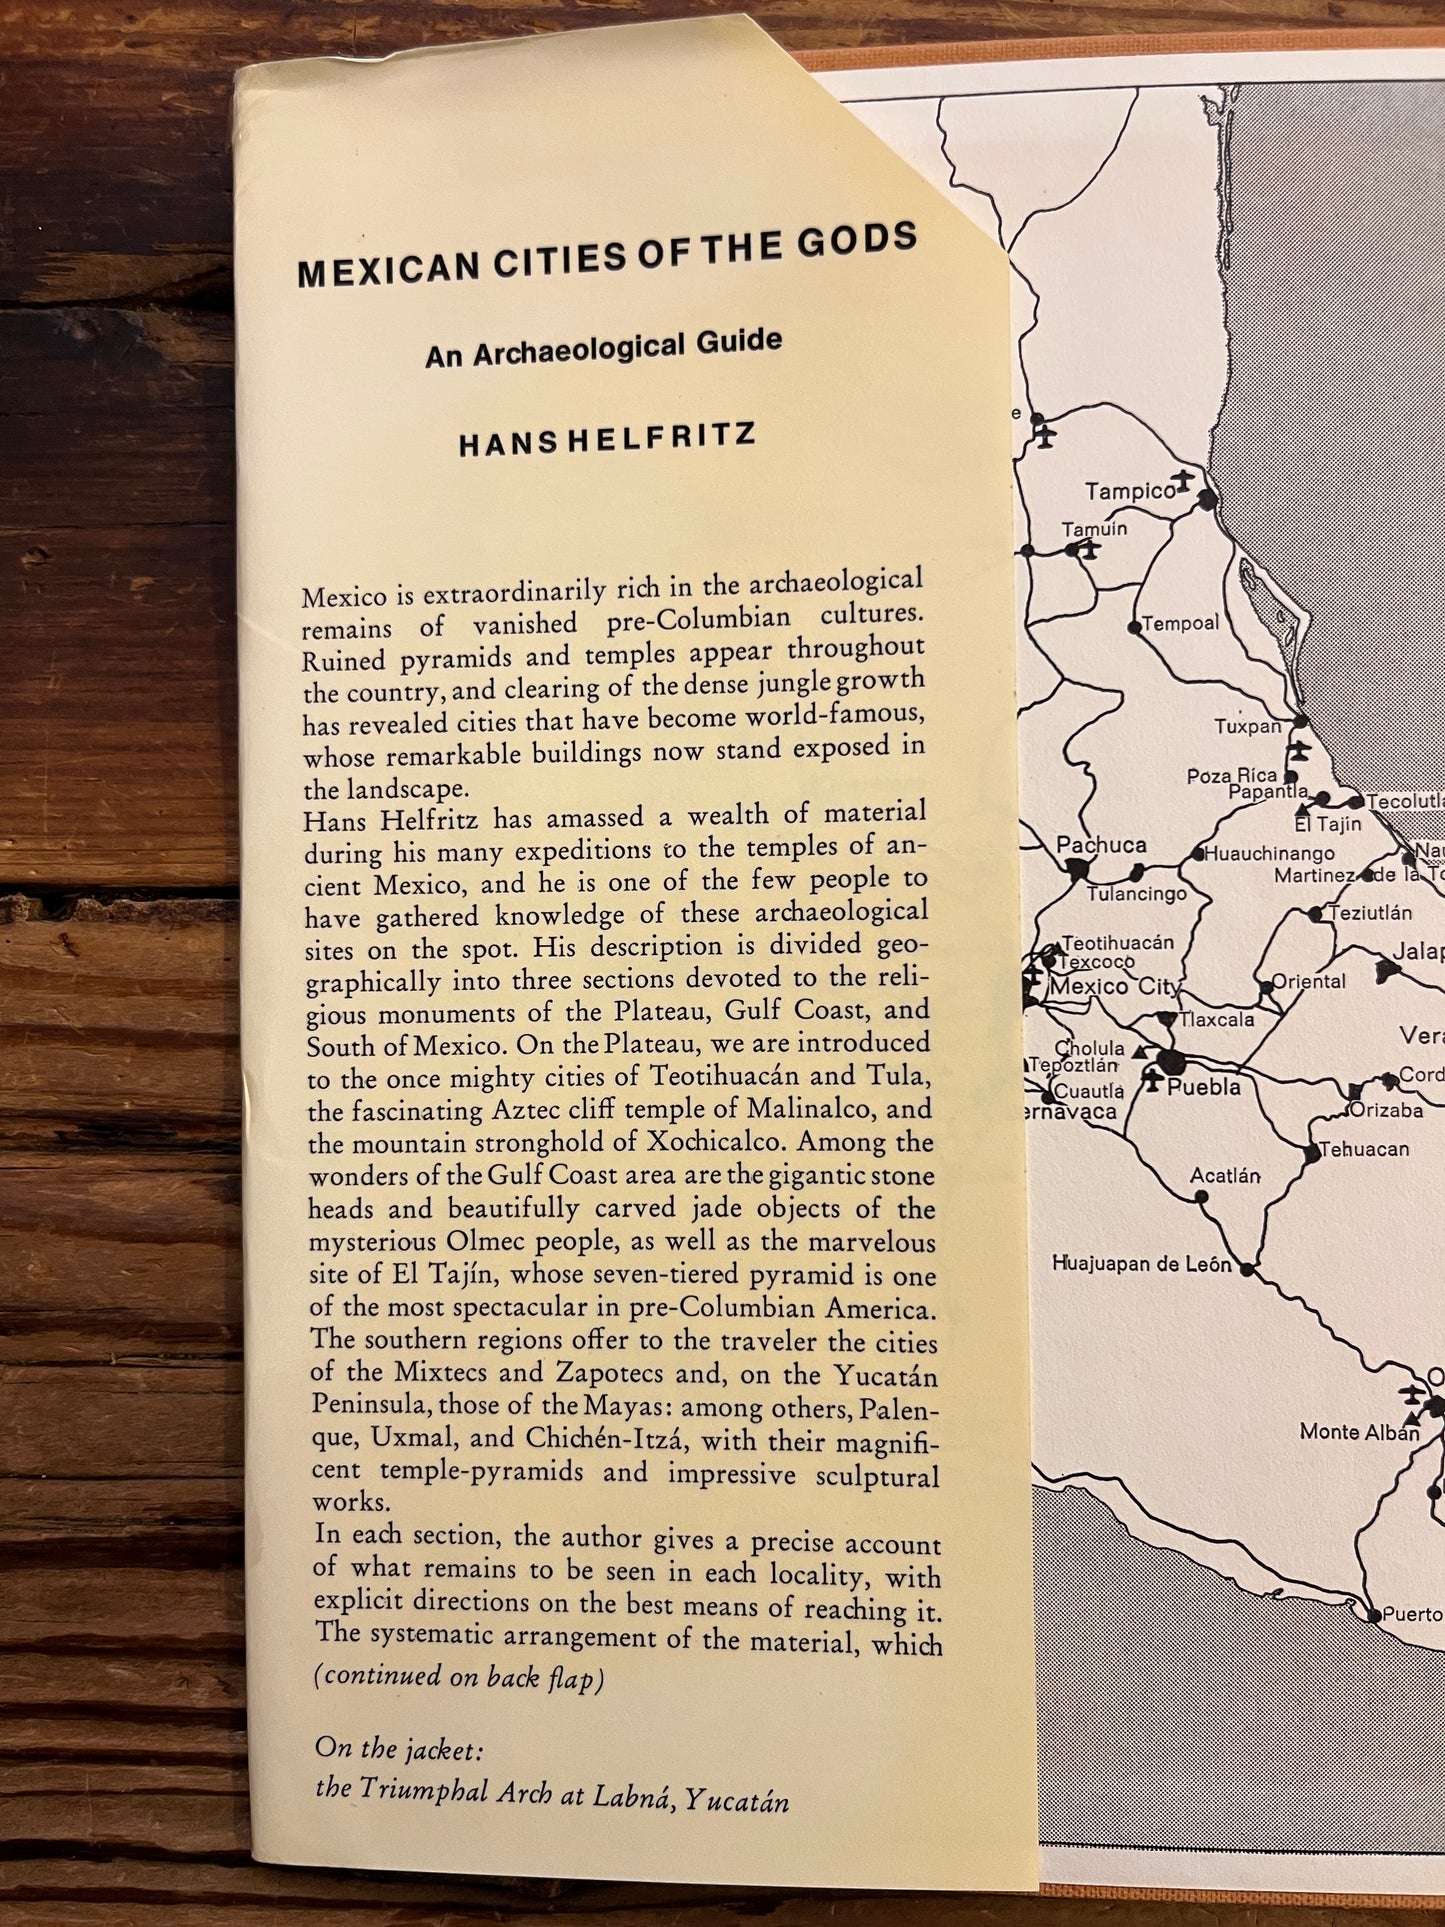 MEXICAN CITIES OF THE GODS
An Archaeological Guide
HANS HELFRITZ
Mexico is extraordinarily rich in the archaeological
remains of vanished pre-Columbian cultures.
Ruined pyramids and temples appear throughout
the country, and clearing of the dense jungle growth
has revealed cities that have become world-famous,
whose remarkable buildings now stand exposed in
the landscape.
Hans Helfritz has amassed a wealth of material
during his many expeditions to the temples of an-
cient Mexico, and he is one of the few people to
have gathered knowledge of these archaeological
sites on the spot. His description is divided geo-
graphically into three sections devoted to the reli-
gious monuments of the Plateau, Gulf Coast, and
South of Mexico. On the Plateau, we are introduced
to the once mighty cities of Teotihuacán and Tula,
the fascinating Aztec cliff temple of Malinalco, and
the mountain stronghold of Xochicalco. Among the
wonders of the Gulf Coast area are the gigantic stone
heads and beautifully carved jade objects of the
mysterious Olmec people, as well as the marvelous
site of El Tajín, whose seven-tiered pyramid is one
of the most spectacular in pre-Columbian America.
The southern regions offer to the traveler the cities
of the Mixtecs and Zapotecs and, on the Yucatán
Peninsula, those of the Mayas: among others, Palen-
que, Uxmal, and Chichén-Itzá, with their magnifi-
cent temple-pyramids and impressive sculptural
works.
In each section, the author gives a precise account
of what remains to be seen in each locality, with
explicit directions on the best means of reaching it.
The systematic arrangement of the material, which
(continued on back flap)
On the jacket:
the Triumphal Arch at Labná, Yucatán
e
Tampico
Tamuín
Tempoal
Tuxpan
Poza Rica
Papantla
Tecolutla
El Tajín
Pachuca
Huauchinango
Nau
Martinez de la To
Tulancingo
Teziutlán
Teotihuacán
Texcoco
Jalap
Mexico City
Oriental
Tlaxcala
Vera
Cholula
Tepoztlán
Cord
Puebla
Cuautla
ernavaca
Orizaba
Tehuacan
Acatlán
Huajuapan de León
O
Monte Albán
Puerto